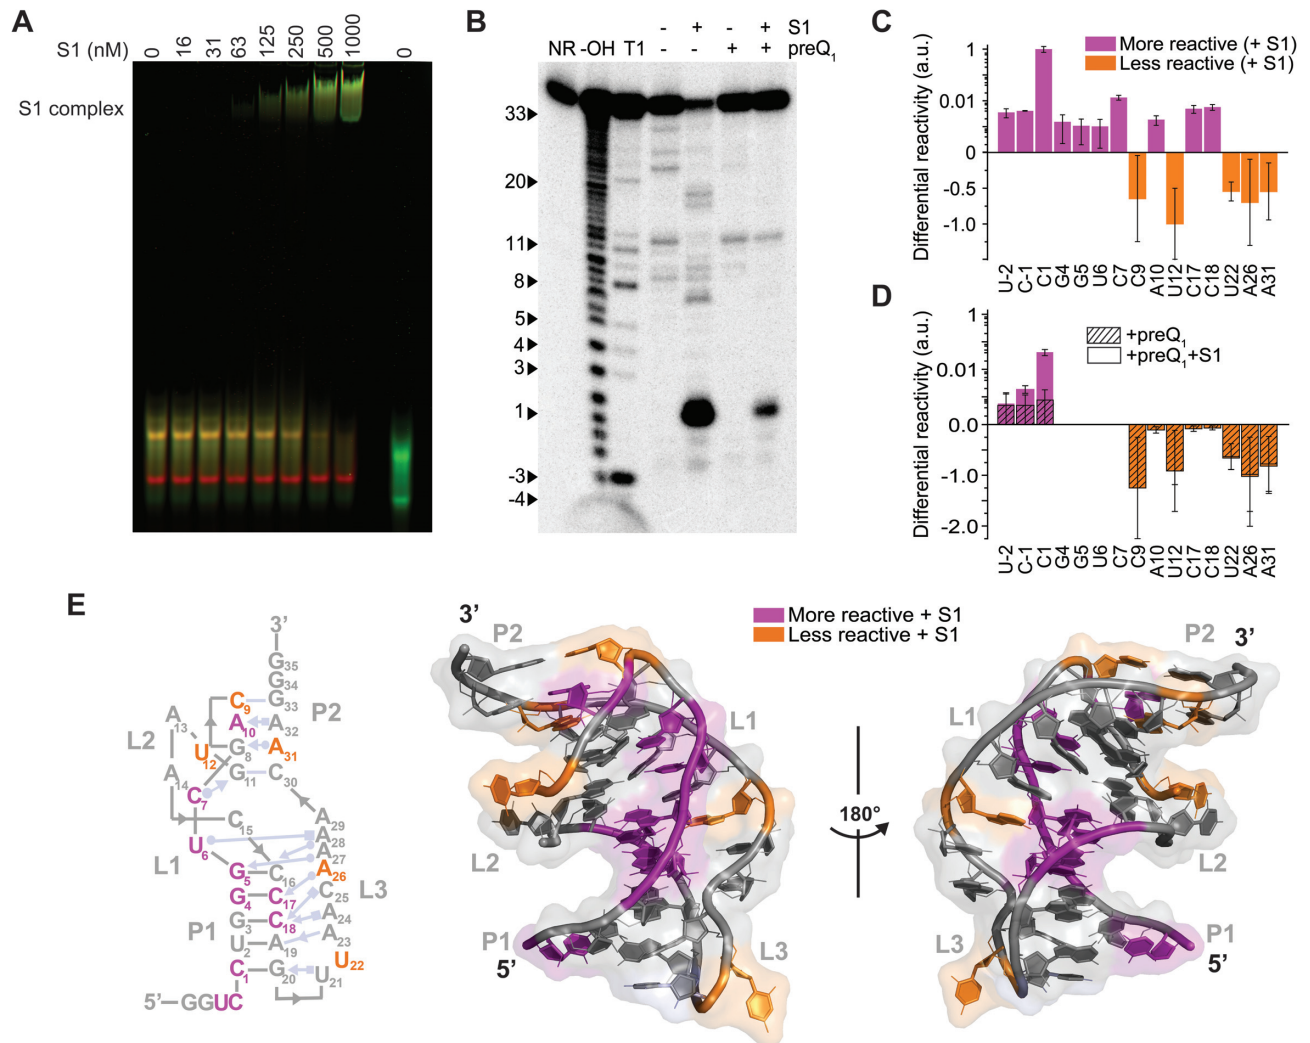 A
S1 (nM)
0
16
31
63
125
250
500
1000
0
S1 complex
B
- + - + S1
NR -OH T1 - - + + preQ1
33
20
11
8
5
4
3
1
-3
-4
C
More reactive (+ S1)
Less reactive (+ S1)
Differential reactivity (a.u.)
1
0.01
0
-0.5
-1.0
U-2 C-1 C1 G4 G5 U6 C7 C9 A10 U12 C17 C18 U22 A26 A31
D
+preQ1
+preQ1+S1
Differential reactivity (a.u.)
1
0.01
0.0
-1.0
-2.0
U-2 C-1 C1 G4 G5 U6 C7 C9 A10 U12 C17 C18 U22 A26 A31
E
More reactive + S1
Less reactive + S1
3’
G35
G34
G33
C9
P2
A10
A32
A13
L2
G8
A31
U12
G11
C30
A14
C7
A29
C15
A28
U6
A27
L1
G5
C16
A26
G4
C17
C25
L3
G3
C18
A24
P1
U2
A19
A23
U22
C1
G20
U21
5’–GGUC
3’
P2
L1
L2
P1
5’
L3
180°
P2
3’
L1
L2
L3
P1
5’